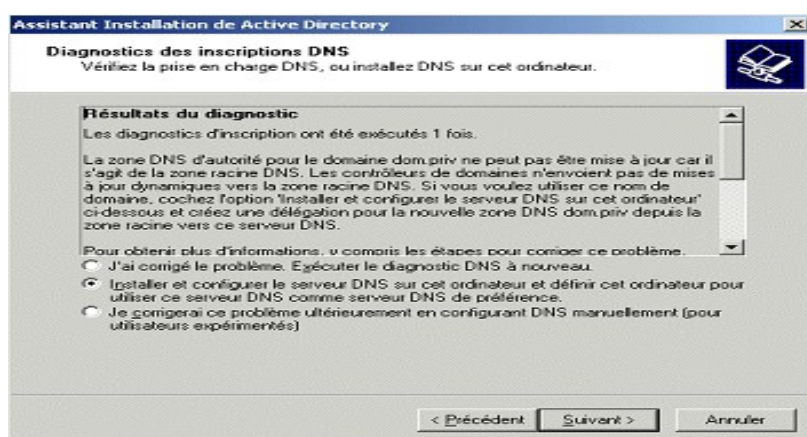 Assistant Installation de Active Directory
Diagnostics des inscriptions DNS
Vérifiez la prise en charge DNS, ou installez DNS sur cet ordinateur.
Résultats du diagnostic
Les diagnostics d'inscription ont été exécutés 1 fois.
La zone DNS d'autorité pour le domaine dom.priv ne peut pas être mise à jour car il
s'agit de la zone racine DNS. Les contrôleurs de domaines n'envoient pas de mises
à jour dynamiques vers la zone racine DNS. Si vous voulez utiliser ce nom de
domaine, cochez l'option 'Installer et configurer le serveur DNS sur cet ordinateur'
ci-dessous et créez une délégation pour la nouvelle zone DNS dom.priv depuis la
zone racine vers ce serveur DNS.
Pour obtenir plus d'informations, y compris les étapes pour corriger ce problème,
J'ai corrigé le problème. Exécuter le diagnostic DNS à nouveau.
Installer et configurer le serveur DNS sur cet ordinateur et définir cet ordinateur pour
utiliser ce serveur DNS comme serveur DNS de préférence.
Je corrigerai ce problème ultérieurement en configurant DNS manuellement (pour
utilisateurs expérimentés)
< Précédent
Suivant >
Annuler